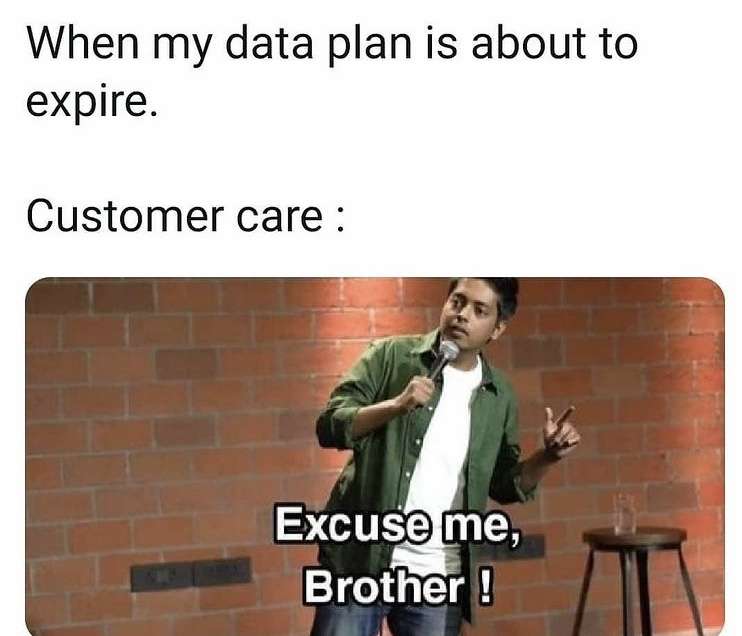 When my data plan is about to
expire.
Customer care :
Excuse me,
Brother !